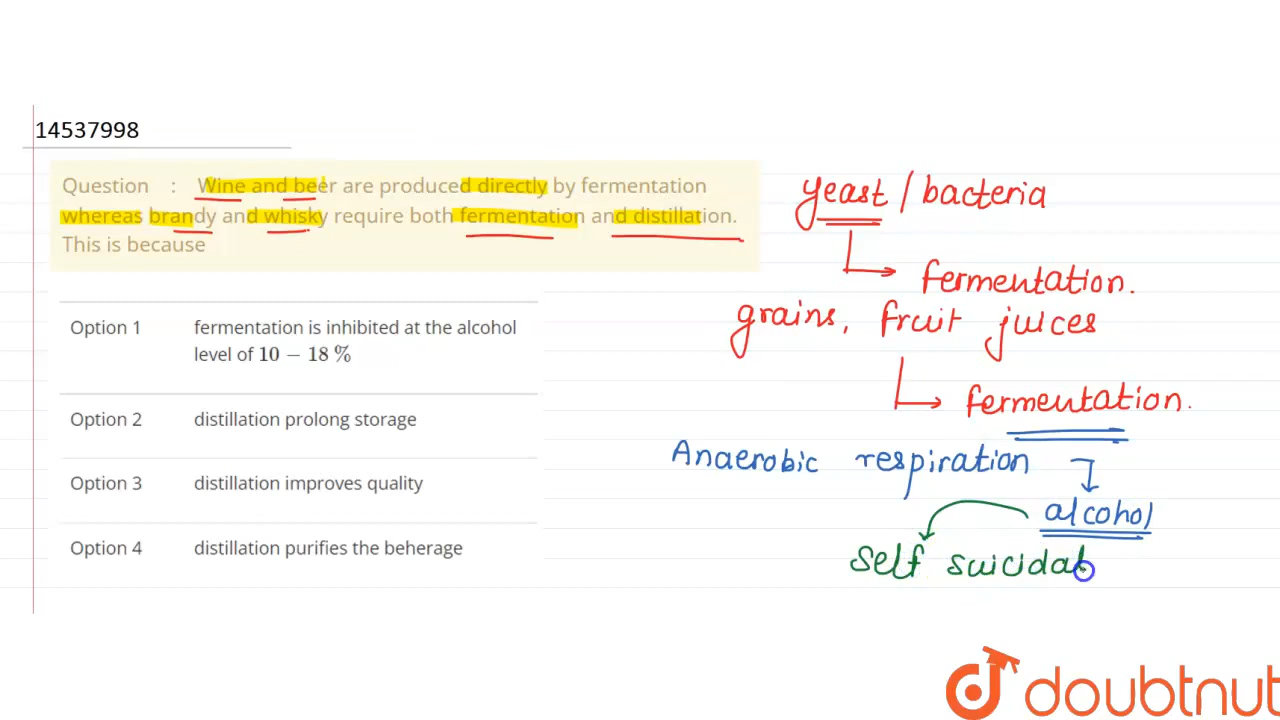 14537998
Question : Wine and beer are produced directly by fermentation
whereas brandy and whisky require both fermentation and distillation.
This is because
Option 1 fermentation is inhibited at the alcohol
level of 10 – 18 %
Option 2 distillation prolong storage
Option 3 distillation improves quality
Option 4 distillation purifies the beherage
yeast / bacteria
fermentation.
grains, fruit juices
fermentation.
Anaerobic respiration
alcohol
Self suicidal
doubtnut